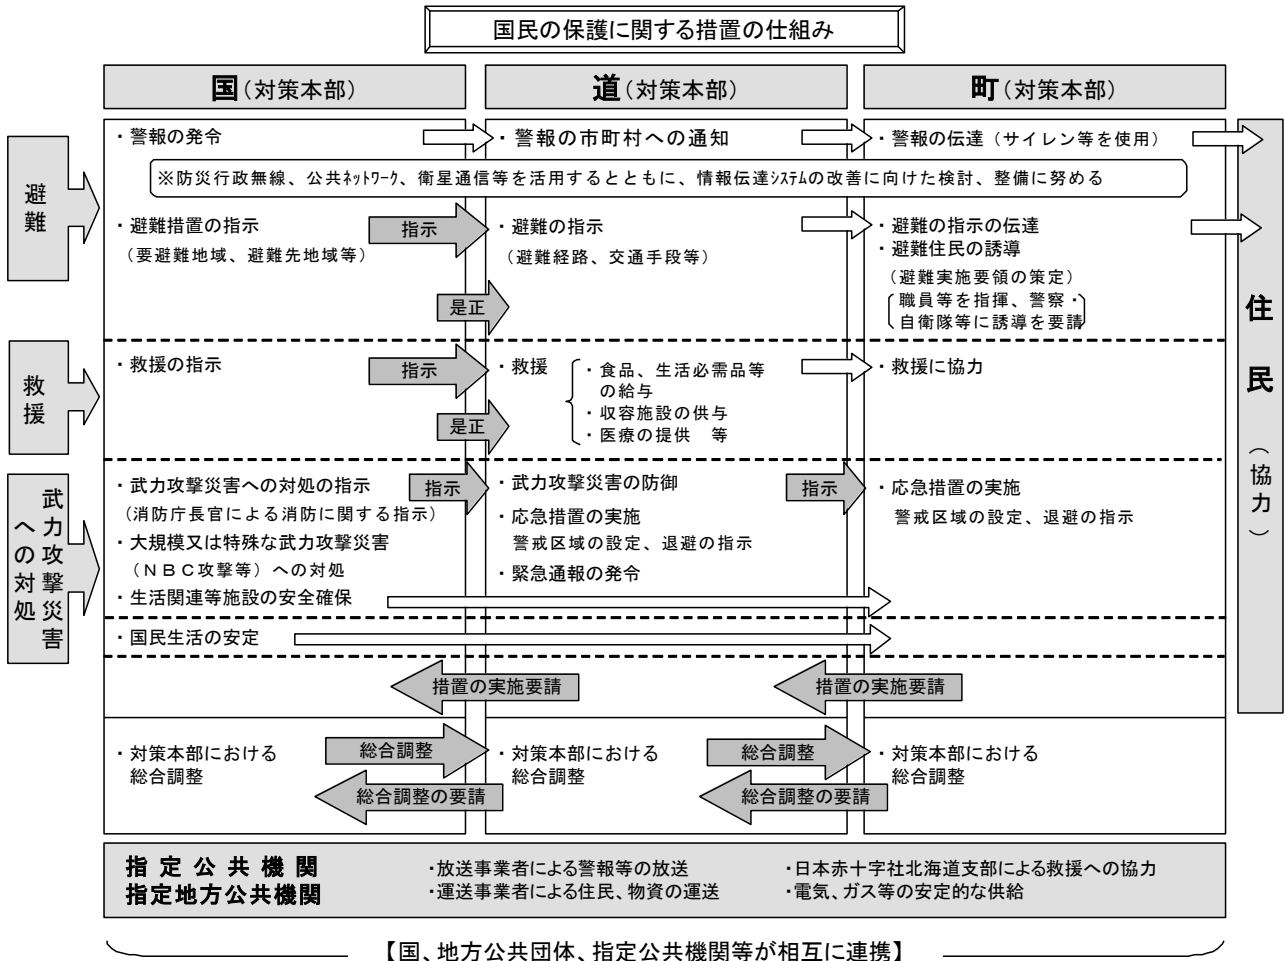 国民の保護に関する措置の仕組み
国(対策本部)
道(対策本部)
町(対策本部)
避難
・警報の発令
・警報の市町村への通知
・警報の伝達(サイレン等を使用)
※防災行政無線、公共ネットワーク、衛星通信等を活用するとともに、情報伝達システムの改善に向けた検討、整備に努める
・避難措置の指示
(要避難地域、避難先地域等)
指示
・避難の指示
(避難経路、交通手段等)
・避難の指示の伝達
・避難住民の誘導
(避難実施要領の策定)
職員等を指揮、警察・
自衛隊等に誘導を要請
是正
救援
・救援の指示
指示
・救援
・食品、生活必需品等
の給与
・収容施設の供与
・医療の提供 等
・救援に協力
是正
武力攻撃災害
への対処
・武力攻撃災害への対処の指示
(消防庁長官による消防に関する指示)
・大規模又は特殊な武力攻撃災害
(NBC攻撃等)への対処
・生活関連等施設の安全確保
指示
・武力攻撃災害の防御
・応急措置の実施
警戒区域の設定、退避の指示
・緊急通報の発令
指示
・応急措置の実施
警戒区域の設定、退避の指示
・国民生活の安定
措置の実施要請
措置の実施要請
・対策本部における
総合調整
総合調整
総合調整の要請
・対策本部における
総合調整
総合調整
総合調整の要請
・対策本部における
総合調整
住民
(協力)
指定公共機関
指定地方公共機関
・放送事業者による警報等の放送
・運送事業者による住民、物資の運送
・日本赤十字社北海道支部による救援への協力
・電気、ガス等の安定的な供給
【国、地方公共団体、指定公共機関等が相互に連携】